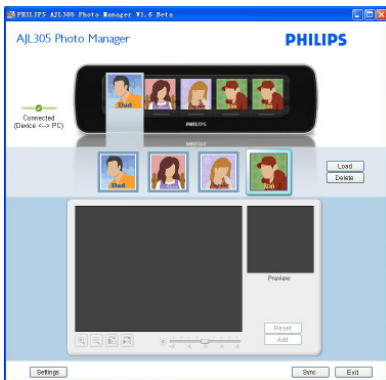 PHILIPS AJL305 Photo Manager V1.6 Beta
AJL305 Photo Manager
PHILIPS
Dad
PHILIPS
Connected
(Device <--> PC)
Dad
Load
Delete
Preview
Reset
Add
Settings
Sync
Exit